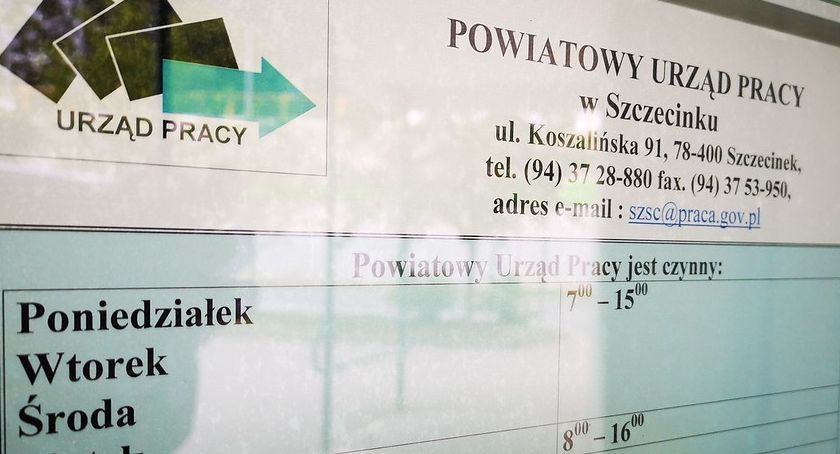 URZĄD PRACY
POWIATOWY URZĄD PRACY
w Szczecinku
ul. Koszalińska 91, 78-400 Szczecinek,
tel. (94) 37 28-880 fax. (94) 37 53-950,
adres e-mail : szsc@praca.gov.pl
Powiatowy Urząd Pracy jest czynny:
Poniedziałek 7⁰⁰ – 15⁰⁰
Wtorek
Środa 8⁰⁰ – 16⁰⁰